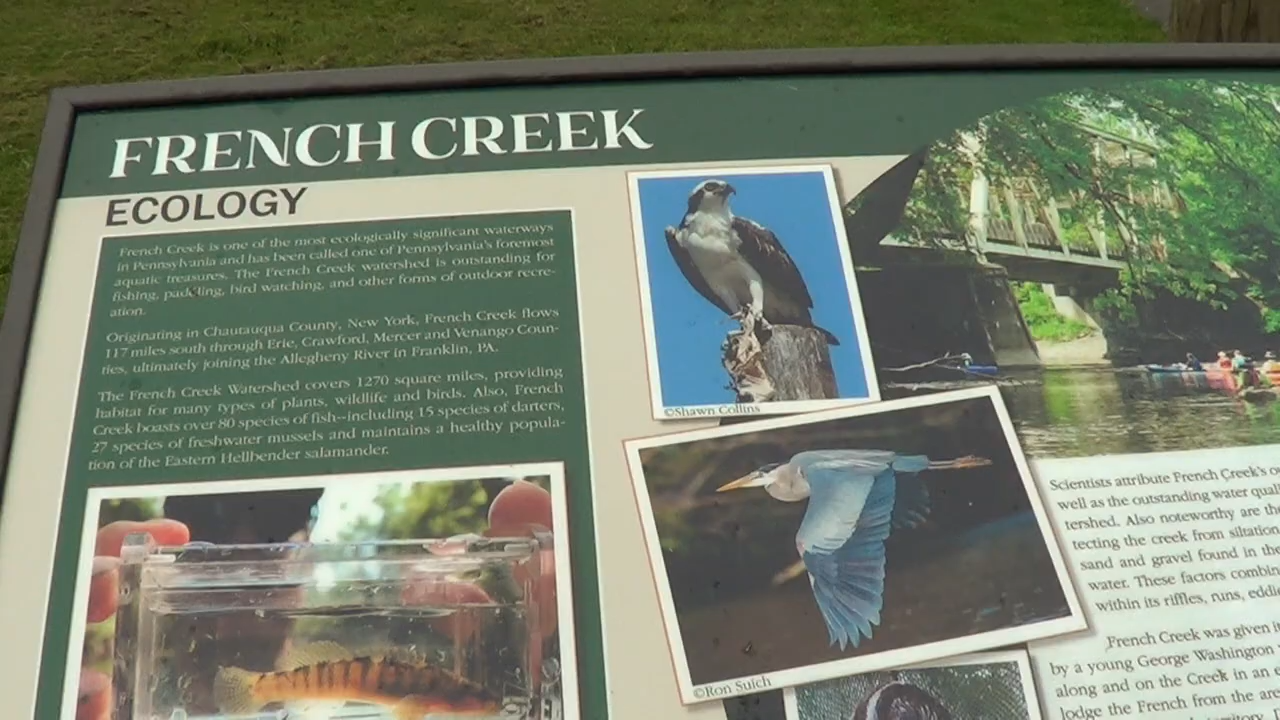 FRENCH CREEK
ECOLOGY
French Creek is one of the most ecologically significant waterways
in Pennsylvania and has been called one of Pennsylvania's foremost
aquatic treasures. The French Creek watershed is outstanding for
fishing, paddling, bird watching, and other forms of outdoor recre-
ation.
Originating in Chautauqua County, New York, French Creek flows
117 miles south through Erie, Crawford, Mercer and Venango Coun-
ties, ultimately joining the Allegheny River in Franklin, PA.
The French Creek Watershed covers 1270 square miles, providing
habitat for many types of plants, wildlife and birds. Also, French
Creek boasts over 80 species of fish--including 15 species of darters,
27 species of freshwater mussels and maintains a healthy popula-
tion of the Eastern Hellbender salamander.
©Shawn Collins
©Ron Suich
Scientists attribute French Creek's
well as the outstanding water
tershed. Also noteworthy are
tecting the creek from siltation
sand and gravel found in
water. These factors
within its riffles, runs,
French Creek was given
by a young George Washington
along and on the Creek in an
lodge the French from the